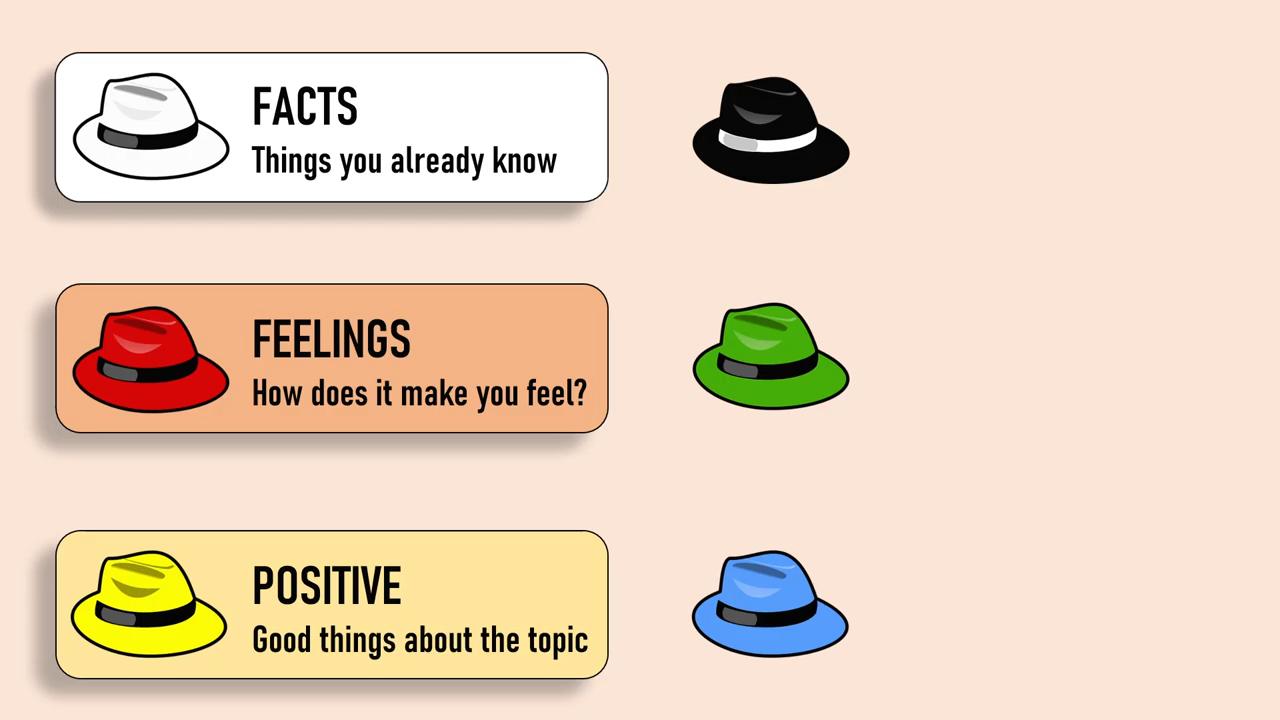 FACTS
Things you already know
FEELINGS
How does it make you feel?
POSITIVE
Good things about the topic